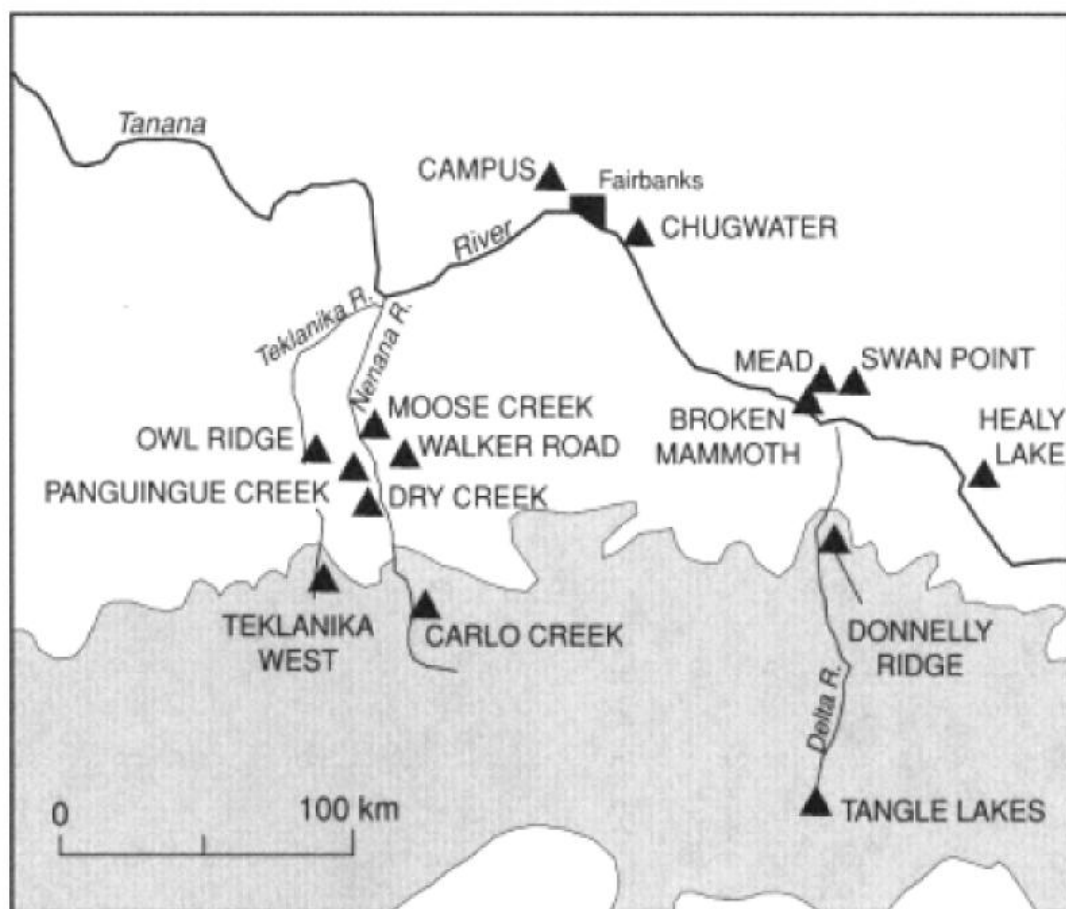 Tanana
CAMPUS
Fairbanks
River
CHUGWATER
Teklanika R.
Nenana R.
MEAD
SWAN POINT
MOOSE CREEK
BROKEN
MAMMOTH
HEALY
LAKE
OWL RIDGE
WALKER ROAD
PANGUINGUE CREEK
DRY CREEK
TEKLANIKA
WEST
CARLO CREEK
DONNELLY
RIDGE
Delta R.
0
100 km
TANGLE LAKES